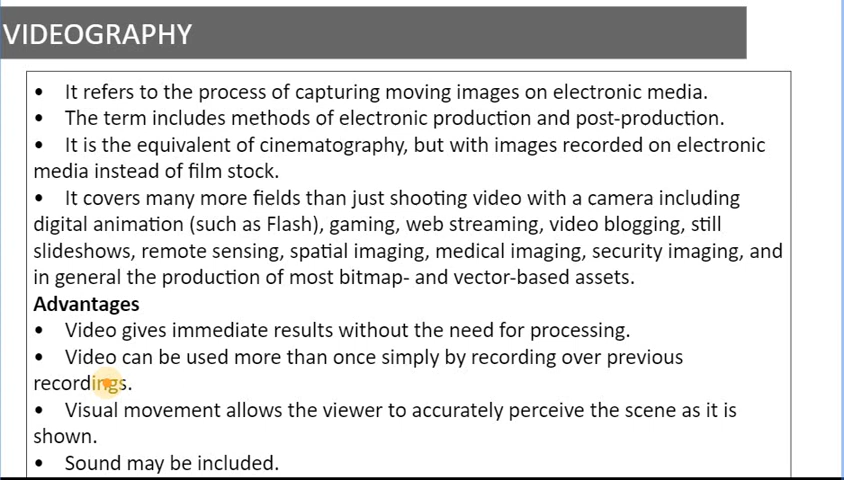 VIDEOGRAPHY
• It refers to the process of capturing moving images on electronic media.
• The term includes methods of electronic production and post-production.
• It is the equivalent of cinematography, but with images recorded on electronic
media instead of film stock.
• It covers many more fields than just shooting video with a camera including
digital animation (such as Flash), gaming, web streaming, video blogging, still
slideshows, remote sensing, spatial imaging, medical imaging, security imaging, and
in general the production of most bitmap- and vector-based assets.
Advantages
• Video gives immediate results without the need for processing.
• Video can be used more than once simply by recording over previous
recordings.
• Visual movement allows the viewer to accurately perceive the scene as it is
shown.
• Sound may be included.